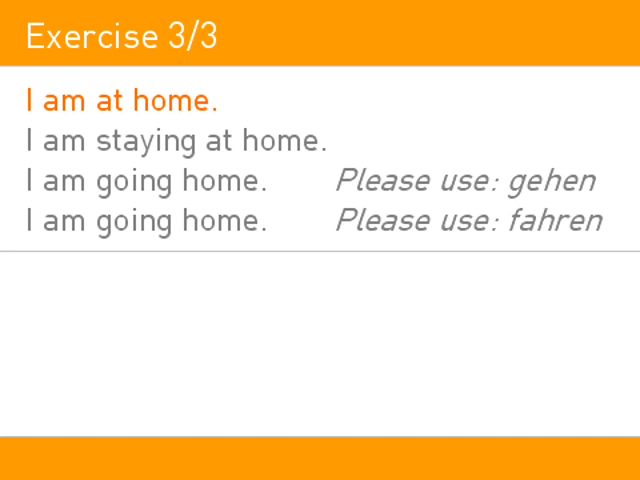 Exercise 3/3
I am at home.
I am staying at home.
I am going home. Please use: gehen
I am going home. Please use: fahren